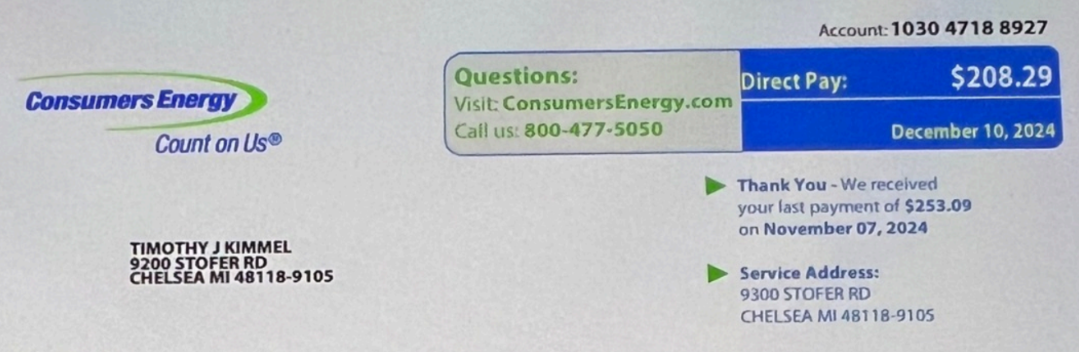 Account: 1030 4718 8927
Consumers Energy
Count on Us®
Questions:
Visit: ConsumersEnergy.com
Call us: 800-477-5050
Direct Pay: $208.29
December 10, 2024
Thank You - We received
your last payment of $253.09
on November 07, 2024
TIMOTHY J KIMMEL
9200 STOFER RD
CHELSEA MI 48118-9105
Service Address:
9300 STOFER RD
CHELSEA MI 48118-9105